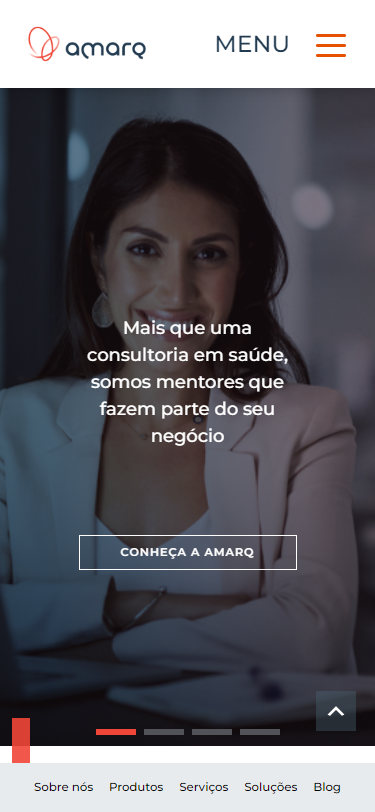 amarq
MENU
Mais que uma
consultoria em saúde,
somos mentores que
fazem parte do seu
negócio
CONHEÇA A AMARQ
Sobre nós Produtos Serviços Soluções Blog